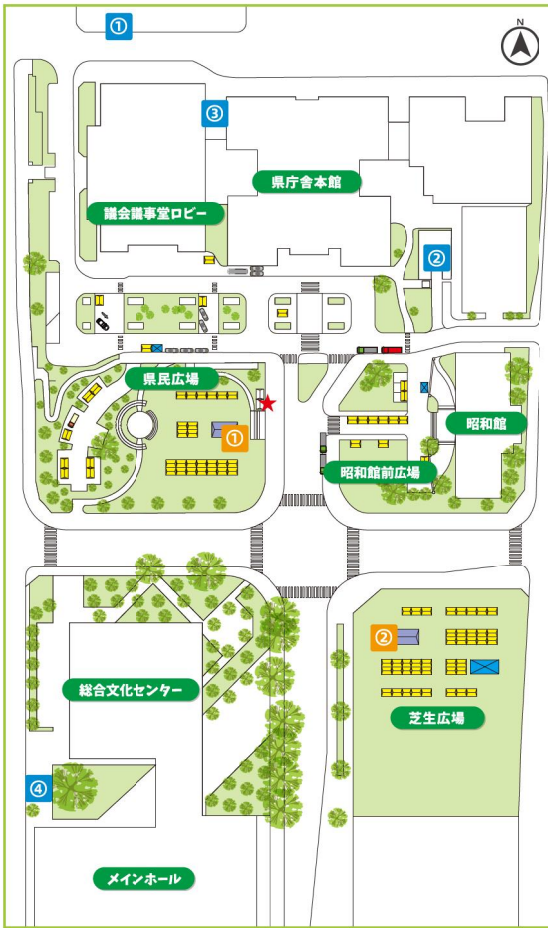 ①
N
③
県庁舎本館
議会議事堂ロビー
②
県民広場
昭和館
①
昭和館前広場
②
総合文化センター
芝生広場
④
メインホール